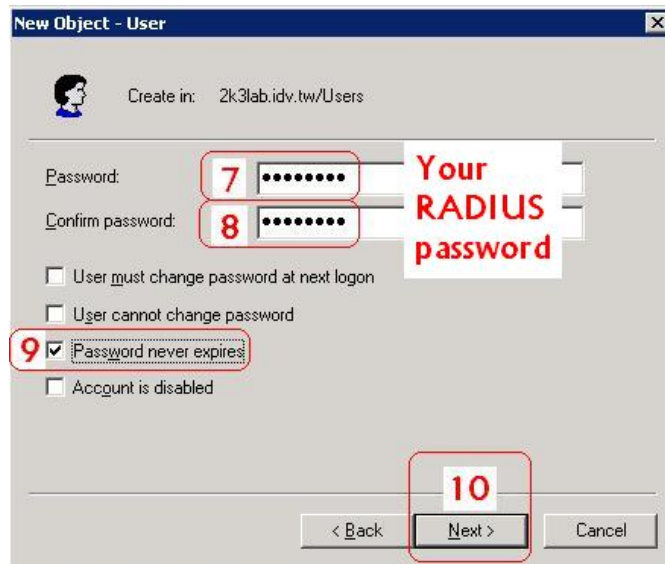 New Object - User
Create in: 2k3lab.idv.tw/Users
Password:
7
Confirm password:
8
Your
RADIUS
password
User must change password at next logon
User cannot change password
9
Password never expires
Account is disabled
10
< Back
Next >
Cancel